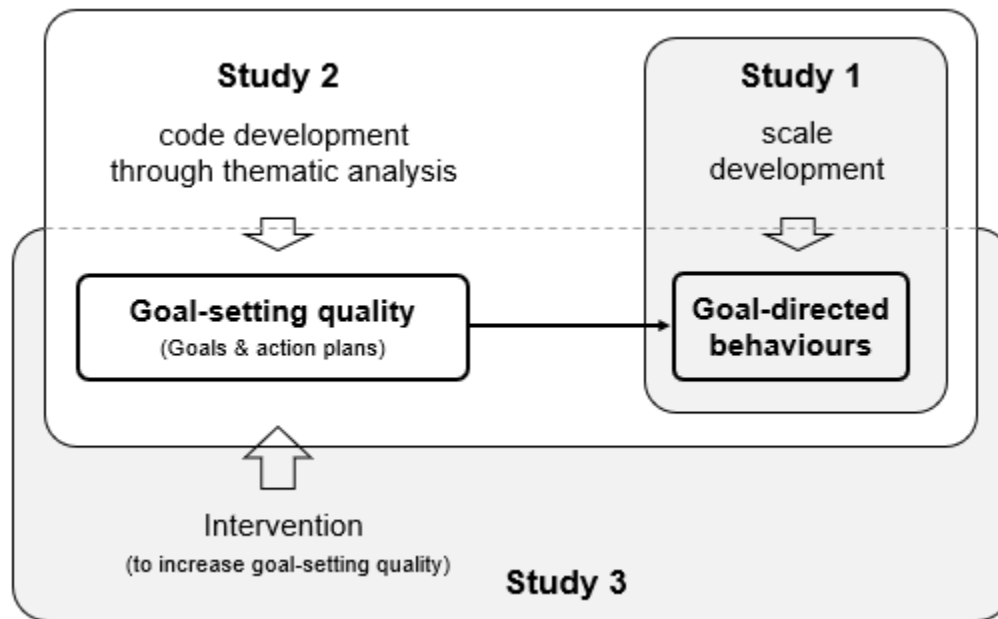 Study 2
code development
through thematic analysis
Study 1
scale
development
Goal-setting quality
(Goals & action plans)
Goal-directed
behaviours
Intervention
(to increase goal-setting quality)
Study 3